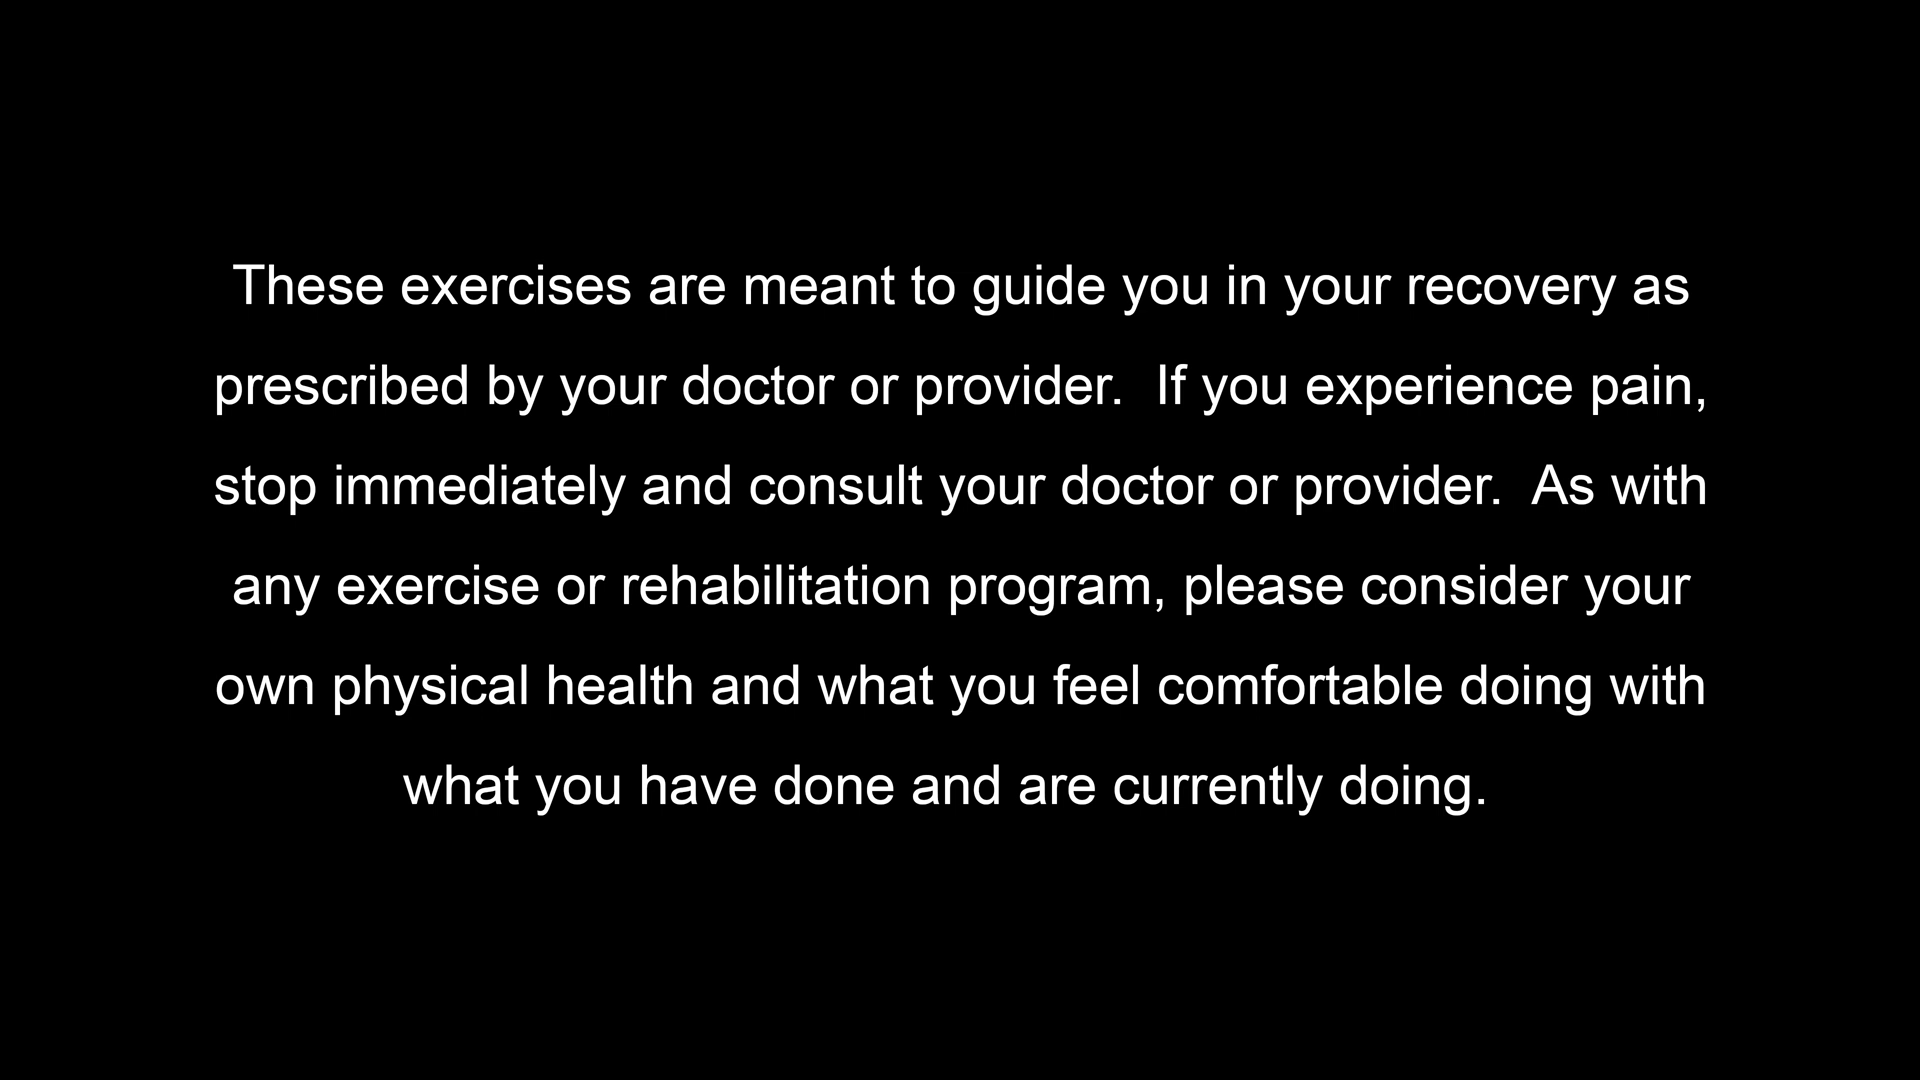 These exercises are meant to guide you in your recovery as
prescribed by your doctor or provider.  If you experience pain,
stop immediately and consult your doctor or provider.  As with
any exercise or rehabilitation program, please consider your
own physical health and what you feel comfortable doing with
what you have done and are currently doing.